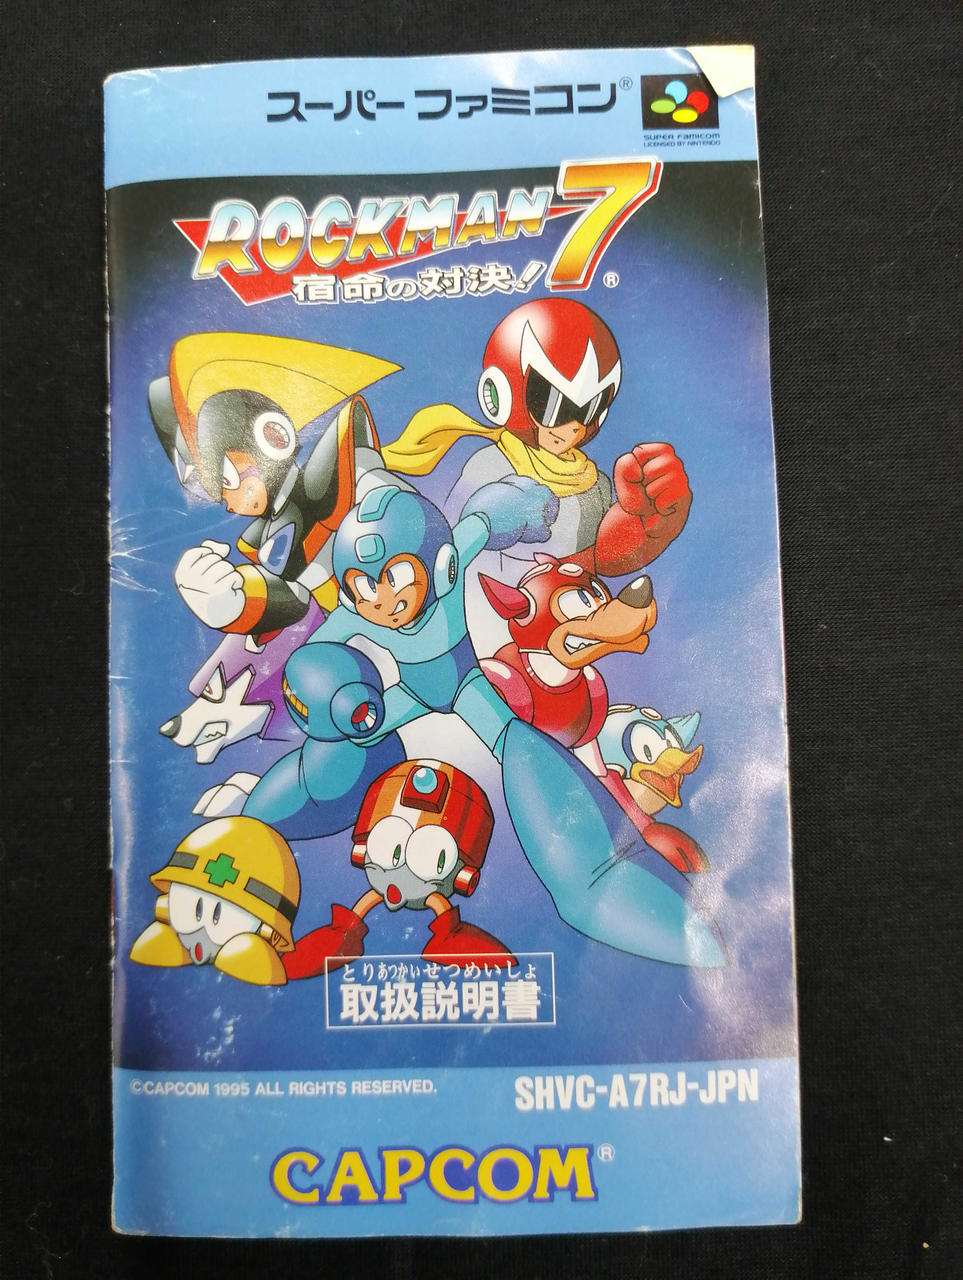 スーパーファミコン®
SUPER FAMICOM
LICENSED BY NINTENDO
ROCKMAN 7
宿命の対決!®
とりあつかいせつめいしょ
取扱説明書
©CAPCOM 1995 ALL RIGHTS RESERVED.
SHVC-A7RJ-JPN
CAPCOM®